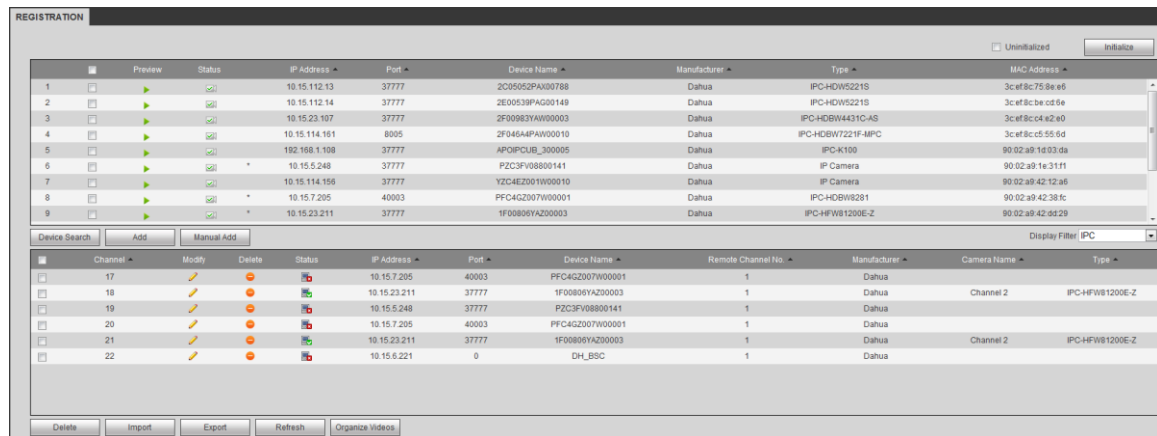 REGISTRATION
Uninitialized Initialize
Preview Status IP Address Port Device Name Manufacturer Type MAC Address
1 10.15.112.13 37777 2C05052PAX00788 Dahua IPC-HDW5221S 3c:ef:8c:75:8e:e6
2 10.15.112.14 37777 2E00539PAG00149 Dahua IPC-HDW5221S 3c:ef:8c:be:cd:6e
3 10.15.23.107 37777 2F00983YAW00003 Dahua IPC-HDBW4431C-AS 3c:ef:8c:c4:e2:e0
4 10.15.114.161 8005 2F046A4PAW00010 Dahua IPC-HDBW7221F-MPC 3c:ef:8c:c5:55:6d
5 192.168.1.108 37777 APOIPCUB_300005 Dahua IPC-K100 90:02:a9:1d:03:da
6 * 10.15.5.248 37777 PZC3FV08800141 Dahua IP Camera 90:02:a9:1e:31:f1
7 10.15.114.156 37777 YZC4EZ001W00010 Dahua IP Camera 90:02:a9:42:12:a6
8 * 10.15.7.205 40003 PFC4GZ007W00001 Dahua IPC-HDBW8281 90:02:a9:42:38:fc
9 * 10.15.23.211 37777 1F00806YAZ00003 Dahua IPC-HFW81200E-Z 90:02:a9:42:dd:29
Device Search Add Manual Add Display Filter IPC
Channel Modify Delete Status IP Address Port Device Name Remote Channel No. Manufacturer Camera Name Type
17 10.15.7.205 40003 PFC4GZ007W00001 1 Dahua
18 10.15.23.211 37777 1F00806YAZ00003 1 Dahua Channel 2 IPC-HFW81200E-Z
19 10.15.5.248 37777 PZC3FV08800141 1 Dahua
20 10.15.7.205 40003 PFC4GZ007W00001 1 Dahua
21 10.15.23.211 37777 1F00806YAZ00003 1 Dahua Channel 2 IPC-HFW81200E-Z
22 10.15.6.221 0 DH_BSC 1 Dahua
Delete Import Export Refresh Organize Videos